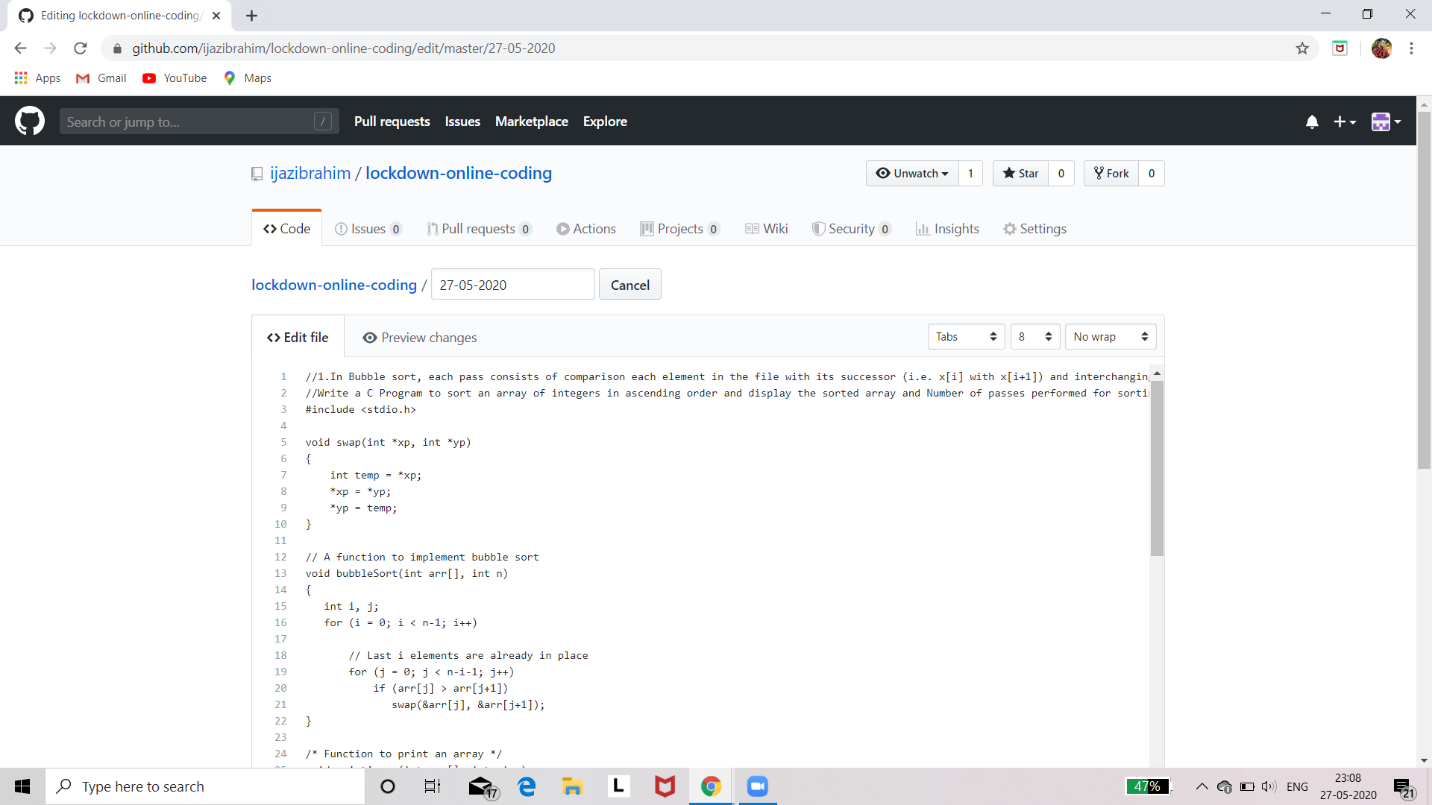 Editing lockdown-online-coding/
github.com/ijazibrahim/lockdown-online-coding/edit/master/27-05-2020
Apps Gmail YouTube Maps
Search or jump to... / Pull requests Issues Marketplace Explore
ijazibrahim / lockdown-online-coding Unwatch 1 Star 0 Fork 0
Code Issues 0 Pull requests 0 Actions Projects 0 Wiki Security 0 Insights Settings
lockdown-online-coding / 27-05-2020 Cancel
<> Edit file Preview changes Tabs 8 No wrap
1 //1.In Bubble sort, each pass consists of comparison each element in the file with its successor (i.e. x[i] with x[i+1]) and interchanging
2 //Write a C Program to sort an array of integers in ascending order and display the sorted array and Number of passes performed for sorti
3 #include <stdio.h>
4
5 void swap(int *xp, int *yp)
6 {
7 int temp = *xp;
8 *xp = *yp;
9 *yp = temp;
10 }
11
12 // A function to implement bubble sort
13 void bubbleSort(int arr[], int n)
14 {
15 int i, j;
16 for (i = 0; i < n-1; i++)
17
18 // Last i elements are already in place
19 for (j = 0; j < n-i-1; j++)
20 if (arr[j] > arr[j+1])
21 swap(&arr[j], &arr[j+1]);
22 }
23
24 /* Function to print an array */
Type here to search L 17 47% ENG 23:08
27-05-2020 21